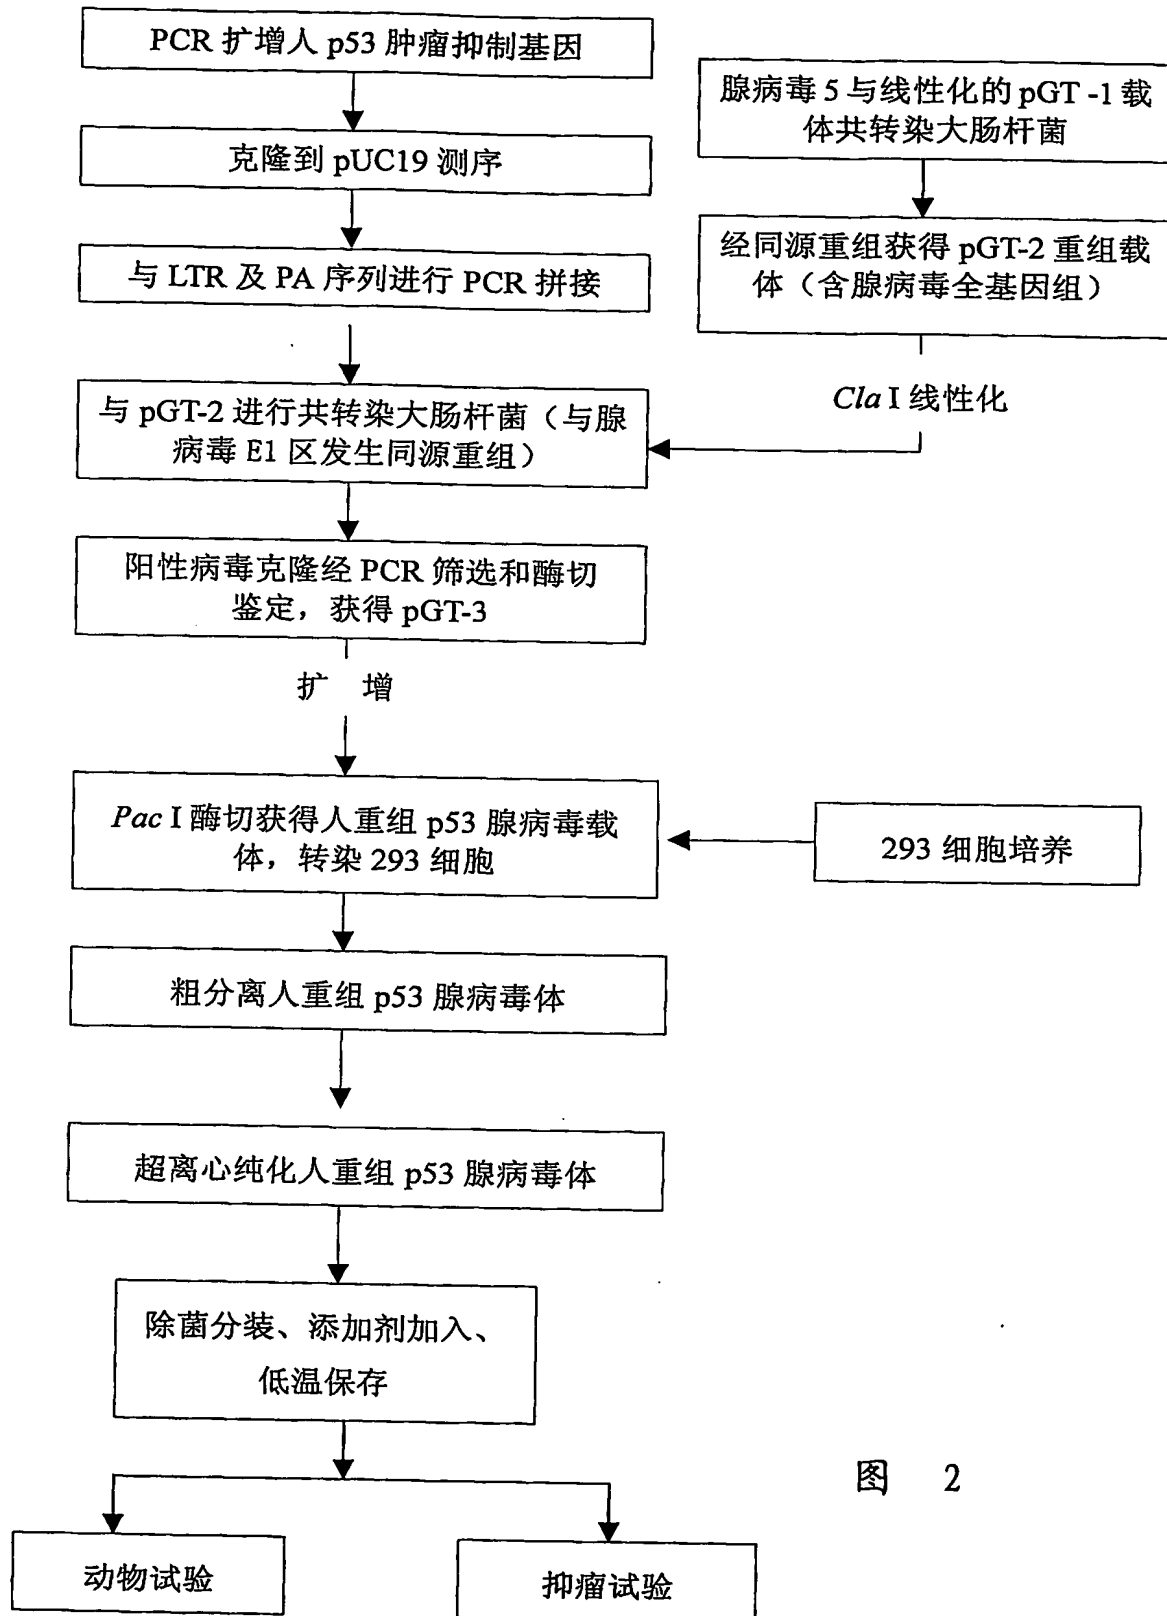 PCR 扩增人 p53 肿瘤抑制基因
腺病毒 5 与线性化的 pGT -1 载
体共转染大肠杆菌
克隆到 pUC19 测序
经同源重组获得 pGT-2 重组载
体（含腺病毒全基因组）
与 LTR 及 PA 序列进行 PCR 拼接
Cla I 线性化
与 pGT-2 进行共转染大肠杆菌（与腺
病毒 E1 区发生同源重组）
阳性病毒克隆经 PCR 筛选和酶切
鉴定，获得 pGT-3
扩 增
Pac I 酶切获得人重组 p53 腺病毒载
体，转染 293 细胞
293 细胞培养
粗分离人重组 p53 腺病毒体
超离心纯化人重组 p53 腺病毒体
除菌分装、添加剂加入、
低温保存
图 2
动物试验
抑瘤试验